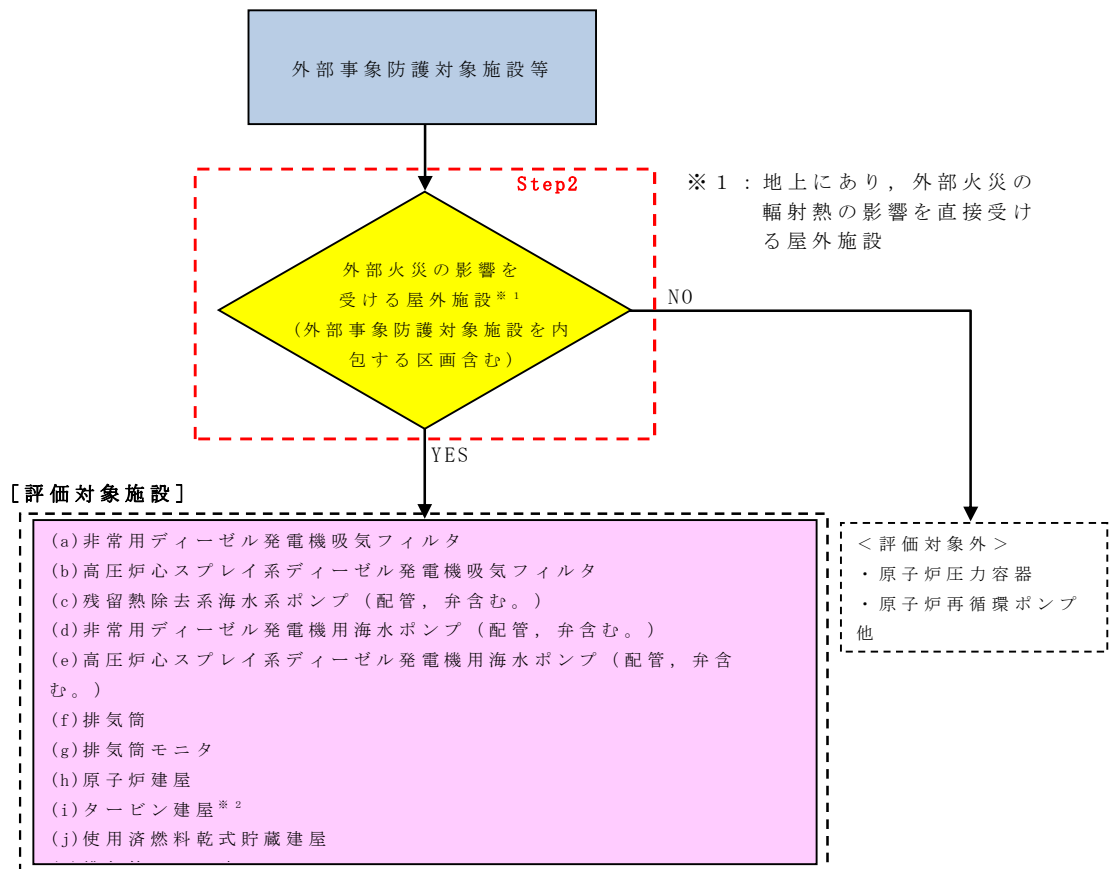 外部事象防護対象施設等
Step2
※1：地上にあり，外部火災の
輻射熱の影響を直接受け
る屋外施設
外部火災の影響を
受ける屋外施設※1
(外部事象防護対象施設を内
包する区画含む)
NO
YES
[評価対象施設]
(a)非常用ディーゼル発電機吸気フィルタ
(b)高圧炉心スプレイ系ディーゼル発電機吸気フィルタ
(c)残留熱除去系海水系ポンプ（配管，弁含む。）
(d)非常用ディーゼル発電機用海水ポンプ（配管，弁含む。）
(e)高圧炉心スプレイ系ディーゼル発電機用海水ポンプ（配管，弁含
む。）
(f)排気筒
(g)排気筒モニタ
(h)原子炉建屋
(i)タービン建屋※2
(j)使用済燃料乾式貯蔵建屋
＜評価対象外＞
・原子炉圧力容器
・原子炉再循環ポンプ
他